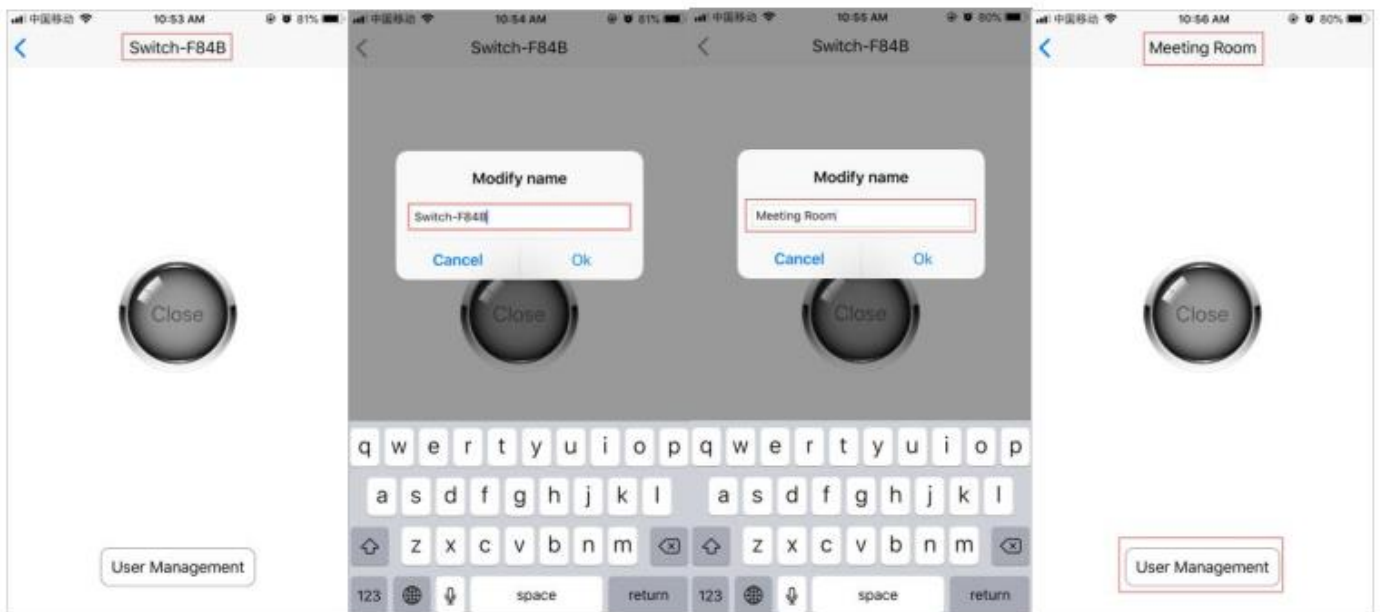 中国移动 10:53 AM 81%
Switch-F84B
Close
User Management
中国移动 10:54 AM 81%
Switch-F84B
Modify name
Switch-F84B
Cancel Ok
Close
q w e r t y u i o p
a s d f g h j k l
z x c v b n m
123 space return
中国移动 10:55 AM 80%
Switch-F84B
Modify name
Meeting Room
Cancel Ok
Close
q w e r t y u i o p
a s d f g h j k l
z x c v b n m
123 space return
中国移动 10:56 AM 80%
Meeting Room
Close
User Management